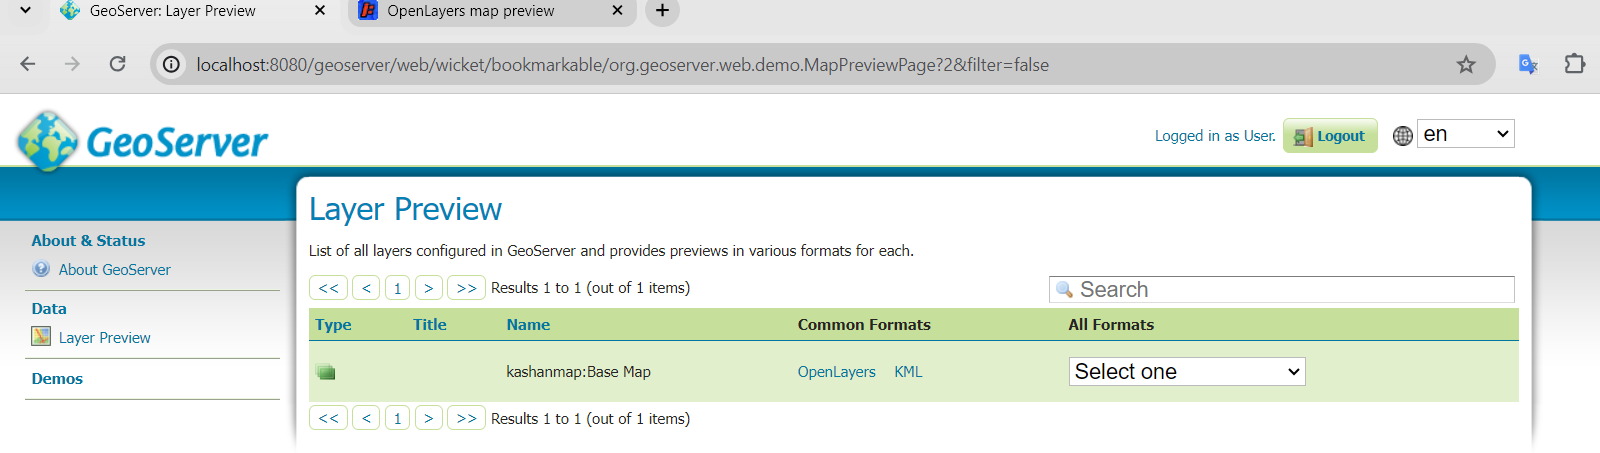 GeoServer: Layer Preview
OpenLayers map preview
localhost:8080/geoserver/web/wicket/bookmarkable/org.geoserver.web.demo.MapPreviewPage?2&filter=false
GeoServer
Logged in as User.
Logout
en
About & Status
About GeoServer
Data
Layer Preview
Demos
Layer Preview
List of all layers configured in GeoServer and provides previews in various formats for each.
<< < 1 > >> Results 1 to 1 (out of 1 items)
Search
Type Title Name Common Formats All Formats
kashanmap:Base Map OpenLayers KML Select one
<< < 1 > >> Results 1 to 1 (out of 1 items)